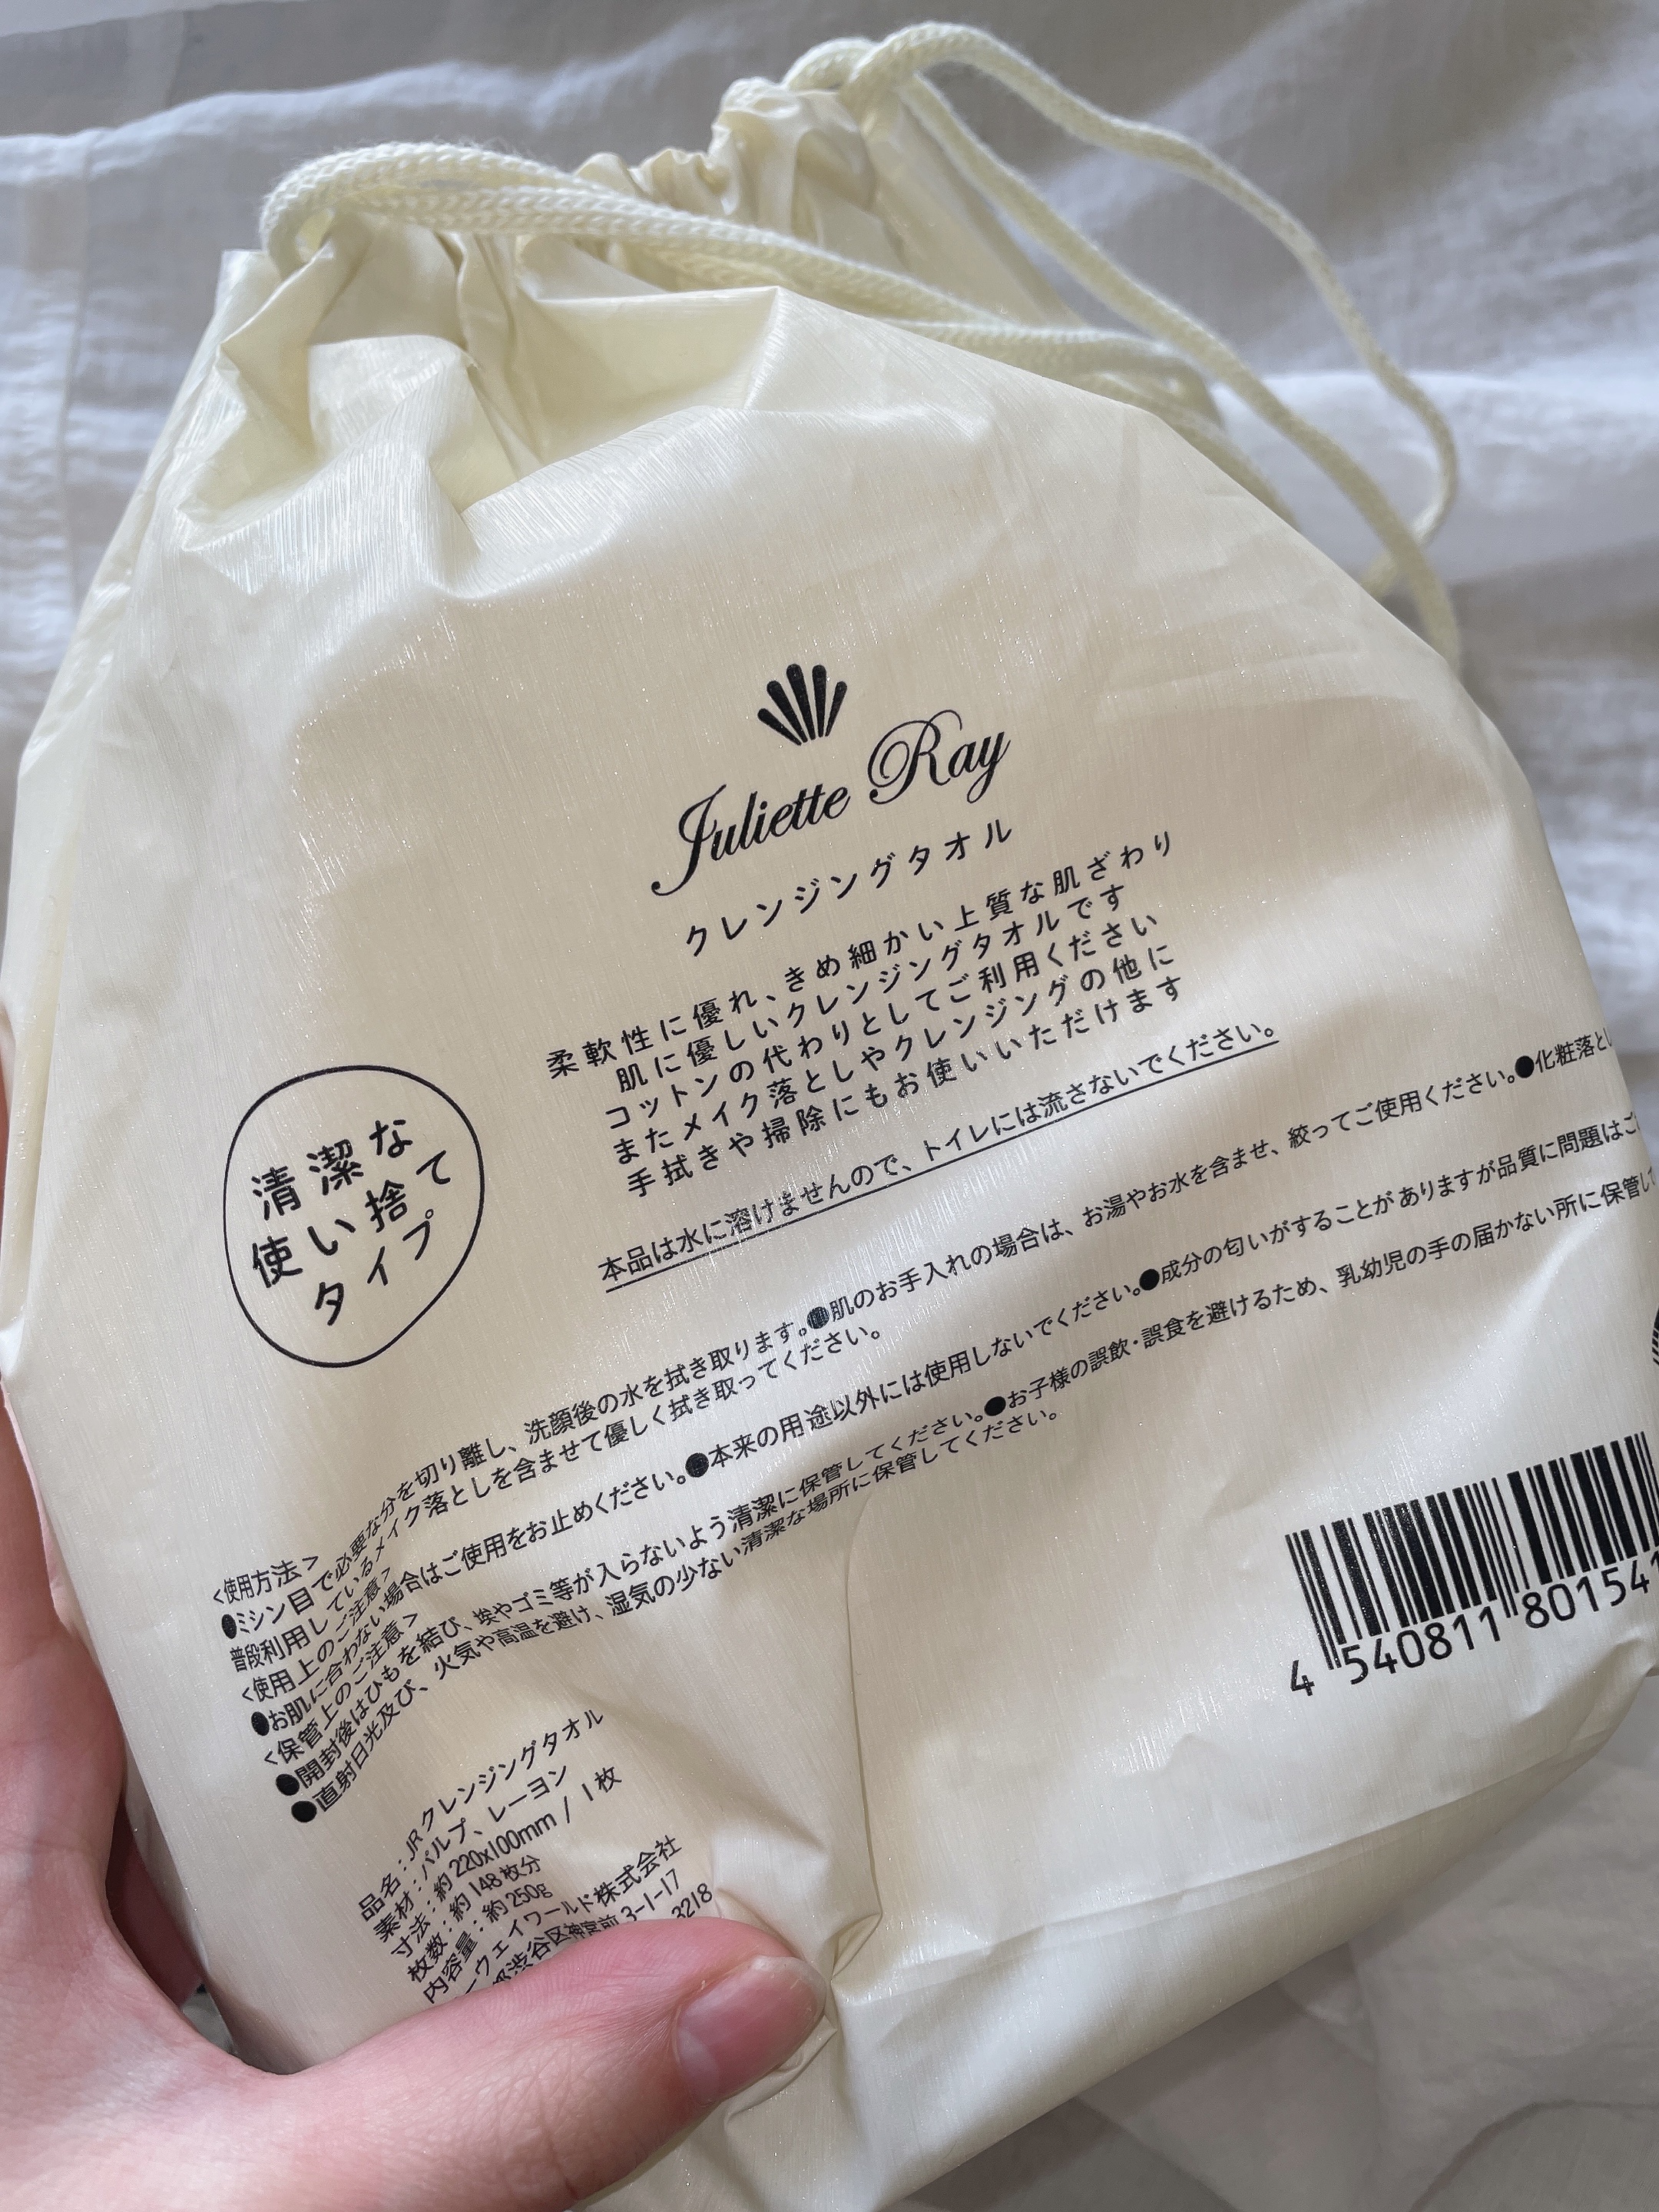 Juliette Ray
クレンジングタオル
柔軟性に優れ、きめ細かい上質な肌ざわり
肌に優しいクレンジングタオルです
コットンの代わりとしてご利用ください
またメイク落としやクレンジングの他に
手拭きや掃除にもお使いいただけます
本品は水に溶けませんので、トイレには流さないでください。
清潔な
使い捨て
タイプ
<使用方法>
●ミシン目で必要な分を切り離し、洗顔後の水を拭き取ります。●肌のお手入れの場合は、お湯やお水を含ませ、絞ってご使用ください。●化粧落とし
普段利用しているメイク落としを含ませて優しく拭き取ってください。
<使用上のご注意>
●お肌に合わない場合はご使用をお止めください。●本来の用途以外には使用しないでください。●成分の匂いがすることがありますが品質に問題はご
<保管上のご注意>
●開封後はひもを結び、埃やゴミ等が入らないよう清潔に保管してください。●お子様の誤飲・誤食を避けるため、乳幼児の手の届かない所に保管して
●直射日光及び、火気や高温を避け、湿気の少ない清潔な場所に保管してください。
品名：JRクレンジングタオル
素材：パルプ、レーヨン
寸法：約220x100mm / 1枚
枚数：約148枚分
内容量：約250g
ーウェイワールド株式会社
渋谷区神宮前 3-1-17
3218
4 540811 801541